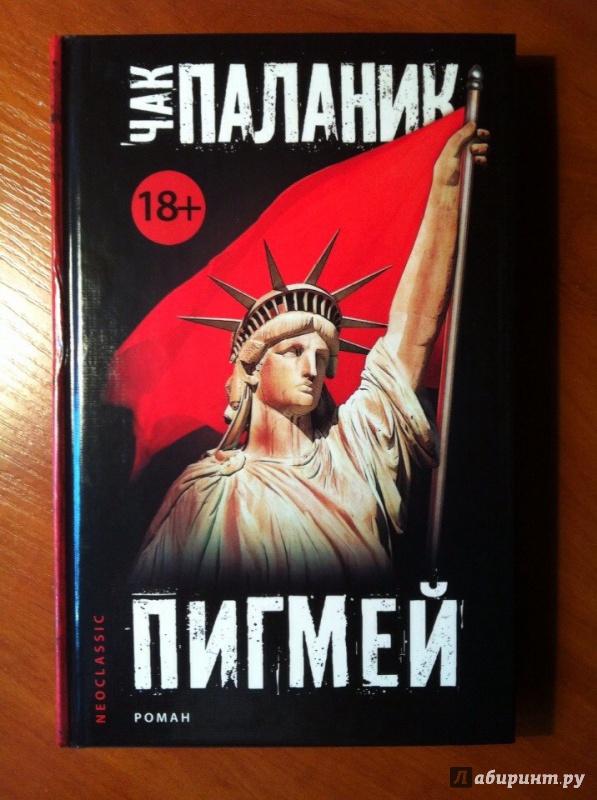 ЧАК ПАЛАНИК
18+
ПИГМЕЙ
NEOCLASSIC
РОМАН
Лабиринт.ру